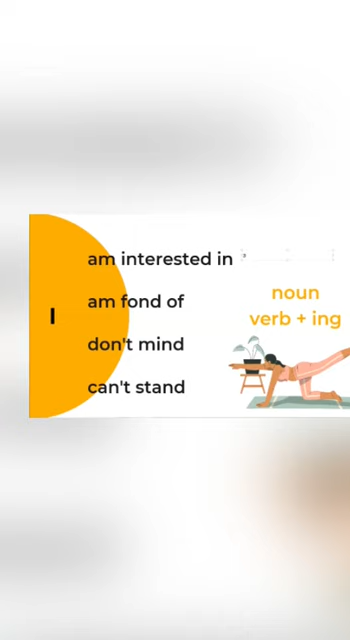 am interested in
am fond of
I
don't mind
can't stand
noun
verb + ing